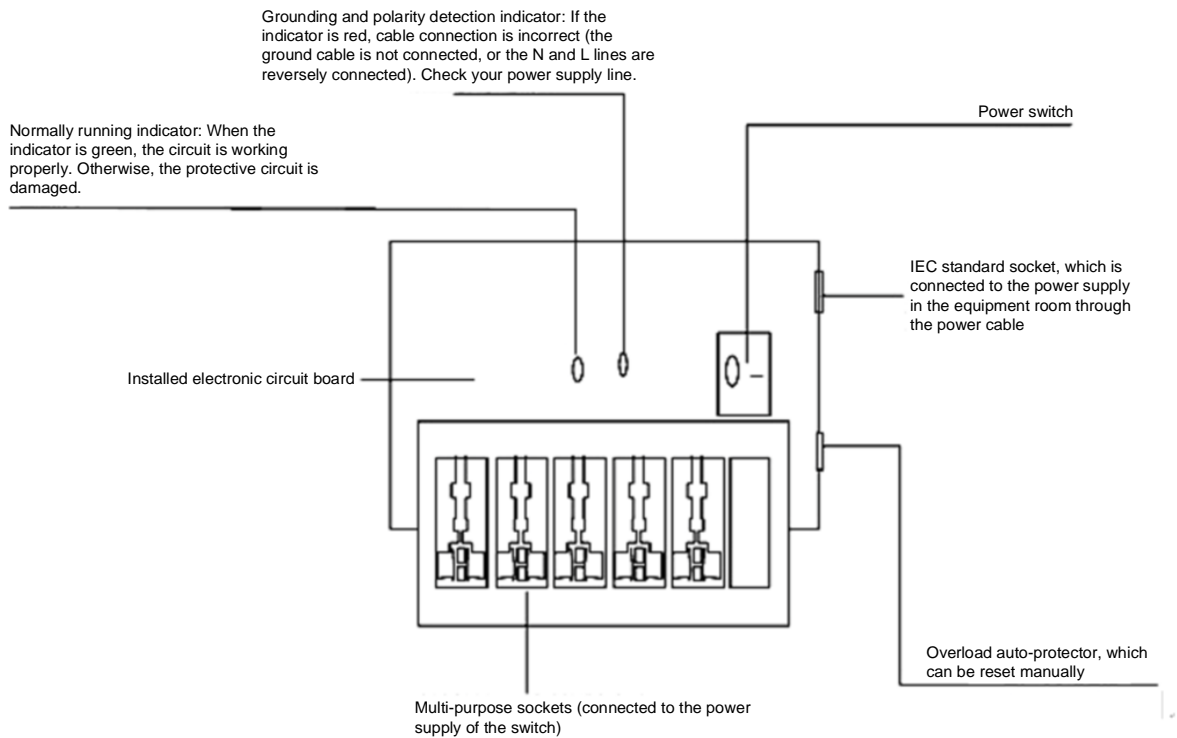 Grounding and polarity detection indicator: If the
indicator is red, cable connection is incorrect (the
ground cable is not connected, or the N and L lines are
reversely connected). Check your power supply line.
Power switch
Normally running indicator: When the
indicator is green, the circuit is working
properly. Otherwise, the protective circuit is
damaged.
IEC standard socket, which is
connected to the power supply
in the equipment room through
the power cable
Installed electronic circuit board
Overload auto-protector, which
can be reset manually
Multi-purpose sockets (connected to the power
supply of the switch)